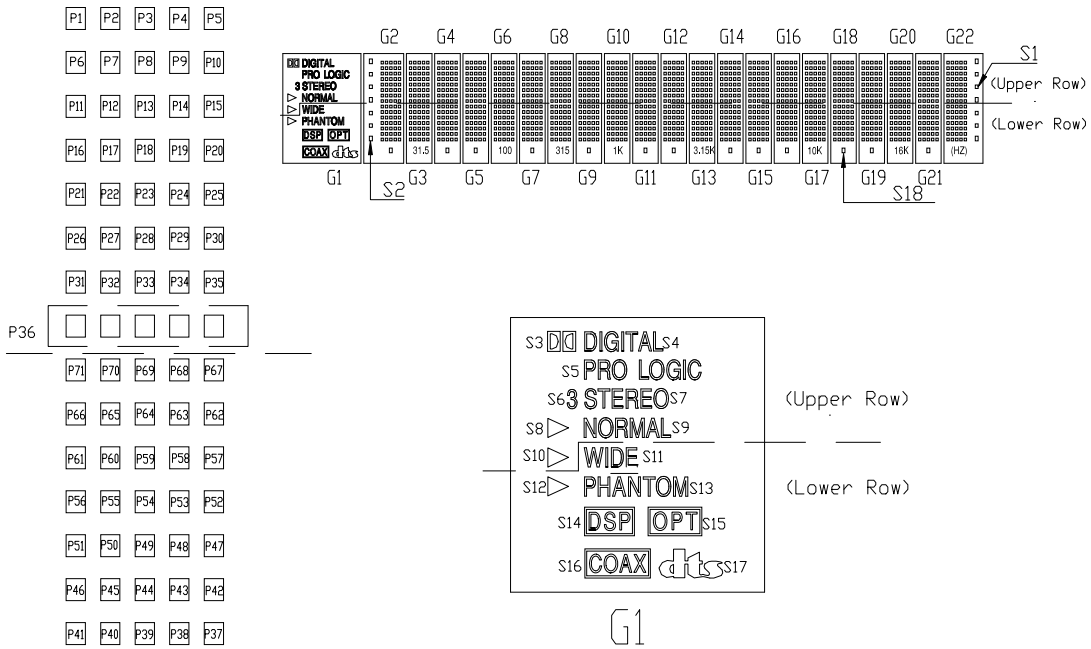 P1 P2 P3 P4 P5
P6 P7 P8 P9 P10
P11 P12 P13 P14 P15
P16 P17 P18 P19 P20
P21 P22 P23 P24 P25
P26 P27 P28 P29 P30
P31 P32 P33 P34 P35
P36
P71 P70 P69 P68 P67
P66 P65 P64 P63 P62
P61 P60 P59 P58 P57
P56 P55 P54 P53 P52
P51 P50 P49 P48 P47
P46 P45 P44 P43 P42
P41 P40 P39 P38 P37
G2 G4 G6 G8 G10 G12 G14 G16 G18 G20 G22
S1
DIGITAL
PRO LOGIC
3 STEREO
NORMAL
WIDE
PHANTOM
DSP OPT
COAX dts
(Upper Row)
(Lower Row)
31.5 100 315 1K 3.15K 10K 16K (HZ)
G1 G3 G5 G7 G9 G11 G13 G15 G17 G19 G21
S2 S18
S3 DIGITAL S4
S5 PRO LOGIC
S6 3 STEREO S7
S8 NORMAL S9
S10 WIDE S11
S12 PHANTOM S13
S14 DSP OPT S15
S16 COAX dts S17
(Upper Row)
(Lower Row)
G1